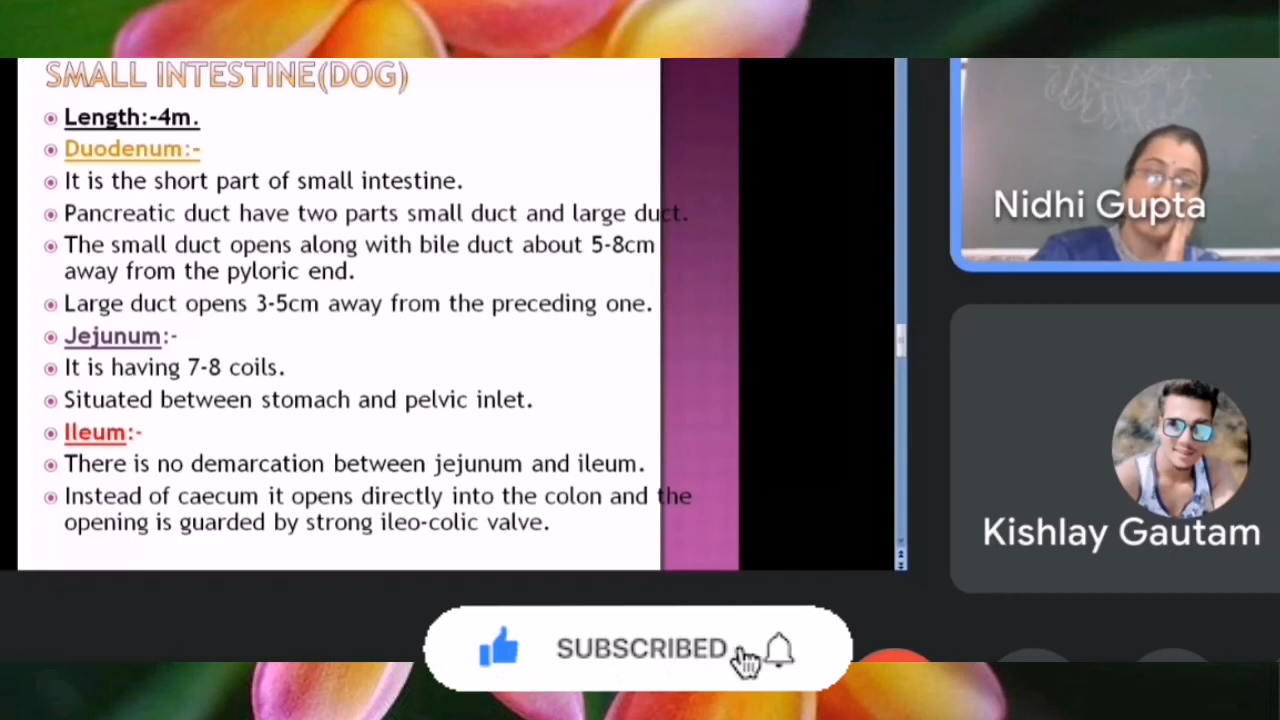 SMALL INTESTINE(DOG)
Length:-4m.
Duodenum:-
It is the short part of small intestine.
Pancreatic duct have two parts small duct and large duct.
The small duct opens along with bile duct about 5-8cm
away from the pyloric end.
Large duct opens 3-5cm away from the preceding one.
Jejunum:-
It is having 7-8 coils.
Situated between stomach and pelvic inlet.
Ileum:-
There is no demarcation between jejunum and ileum.
Instead of caecum it opens directly into the colon and the
opening is guarded by strong ileo-colic valve.
Nidhi Gupta
Kishlay Gautam
SUBSCRIBED